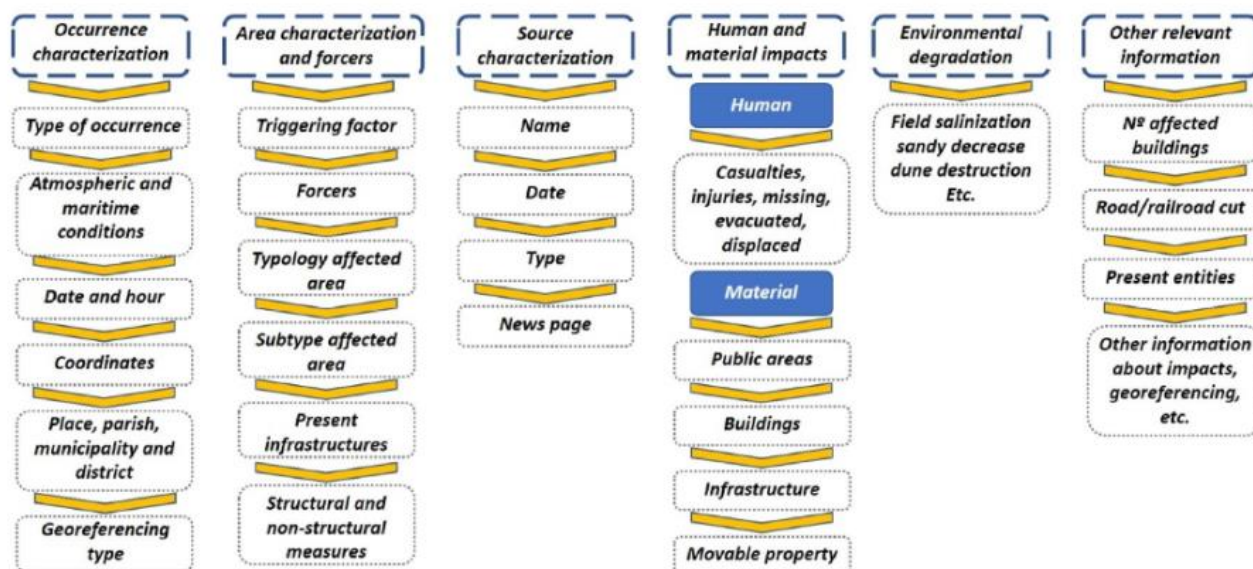 Occurrence
characterization
Type of occurrence
Atmospheric and
maritime
conditions
Date and hour
Coordinates
Place, parish,
municipality and
district
Georeferencing
type
Area characterization
and forcers
Triggering factor
Forcers
Typology affected
area
Subtype affected
area
Present
infrastructures
Structural and
non-structural
measures
Source
characterization
Name
Date
Type
News page
Human and
material impacts
Human
Casualties,
injuries, missing,
evacuated,
displaced
Material
Public areas
Buildings
Infrastructure
Movable property
Environmental
degradation
Field salinization
sandy decrease
dune destruction
Etc.
Other relevant
information
Nº affected
buildings
Road/railroad cut
Present entities
Other information
about impacts,
georeferencing,
etc.